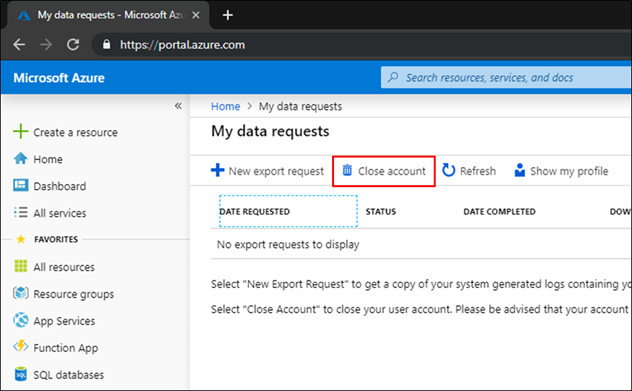 My data requests - Microsoft Azu
https://portal.azure.com
Microsoft Azure
Search resources, services, and docs
Home > My data requests
My data requests
Create a resource
Home
Dashboard
All services
FAVORITES
All resources
Resource groups
App Services
Function App
SQL databases
New export request Close account Refresh Show my profile
DATE REQUESTED STATUS DATE COMPLETED DOW
No export requests to display
Select "New Export Request" to get a copy of your system generated logs containing yo
Select "Close Account" to close your user account. Please be advised that your account